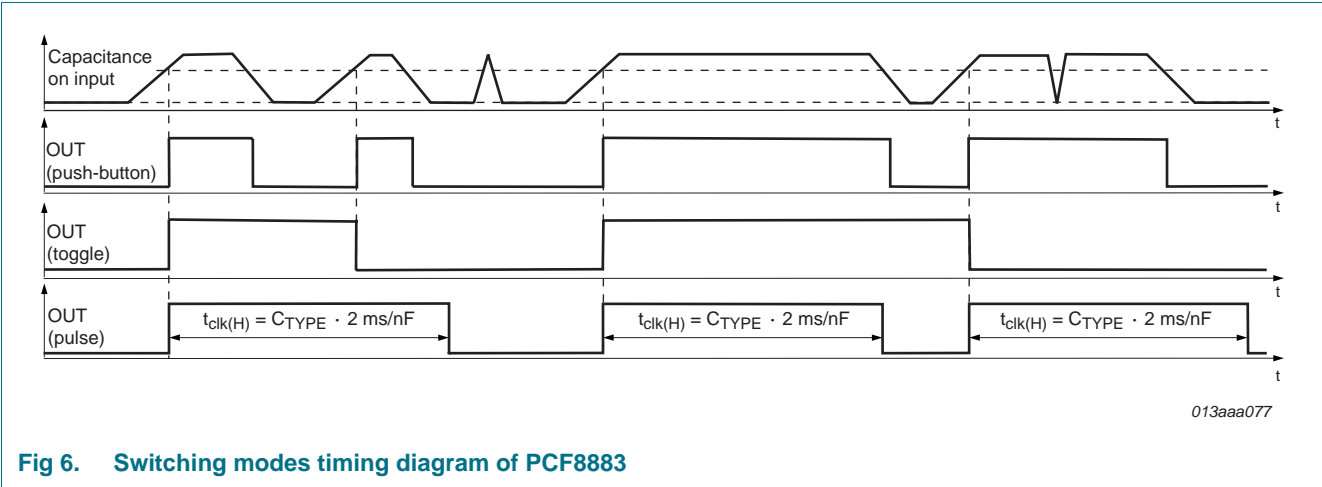 Capacitance
on input
t
OUT
(push-button)
t
OUT
(toggle)
t
OUT
(pulse)
tclk(H) = CTYPE · 2 ms/nF
tclk(H) = CTYPE · 2 ms/nF
tclk(H) = CTYPE · 2 ms/nF
t
013aaa077
Fig 6. Switching modes timing diagram of PCF8883